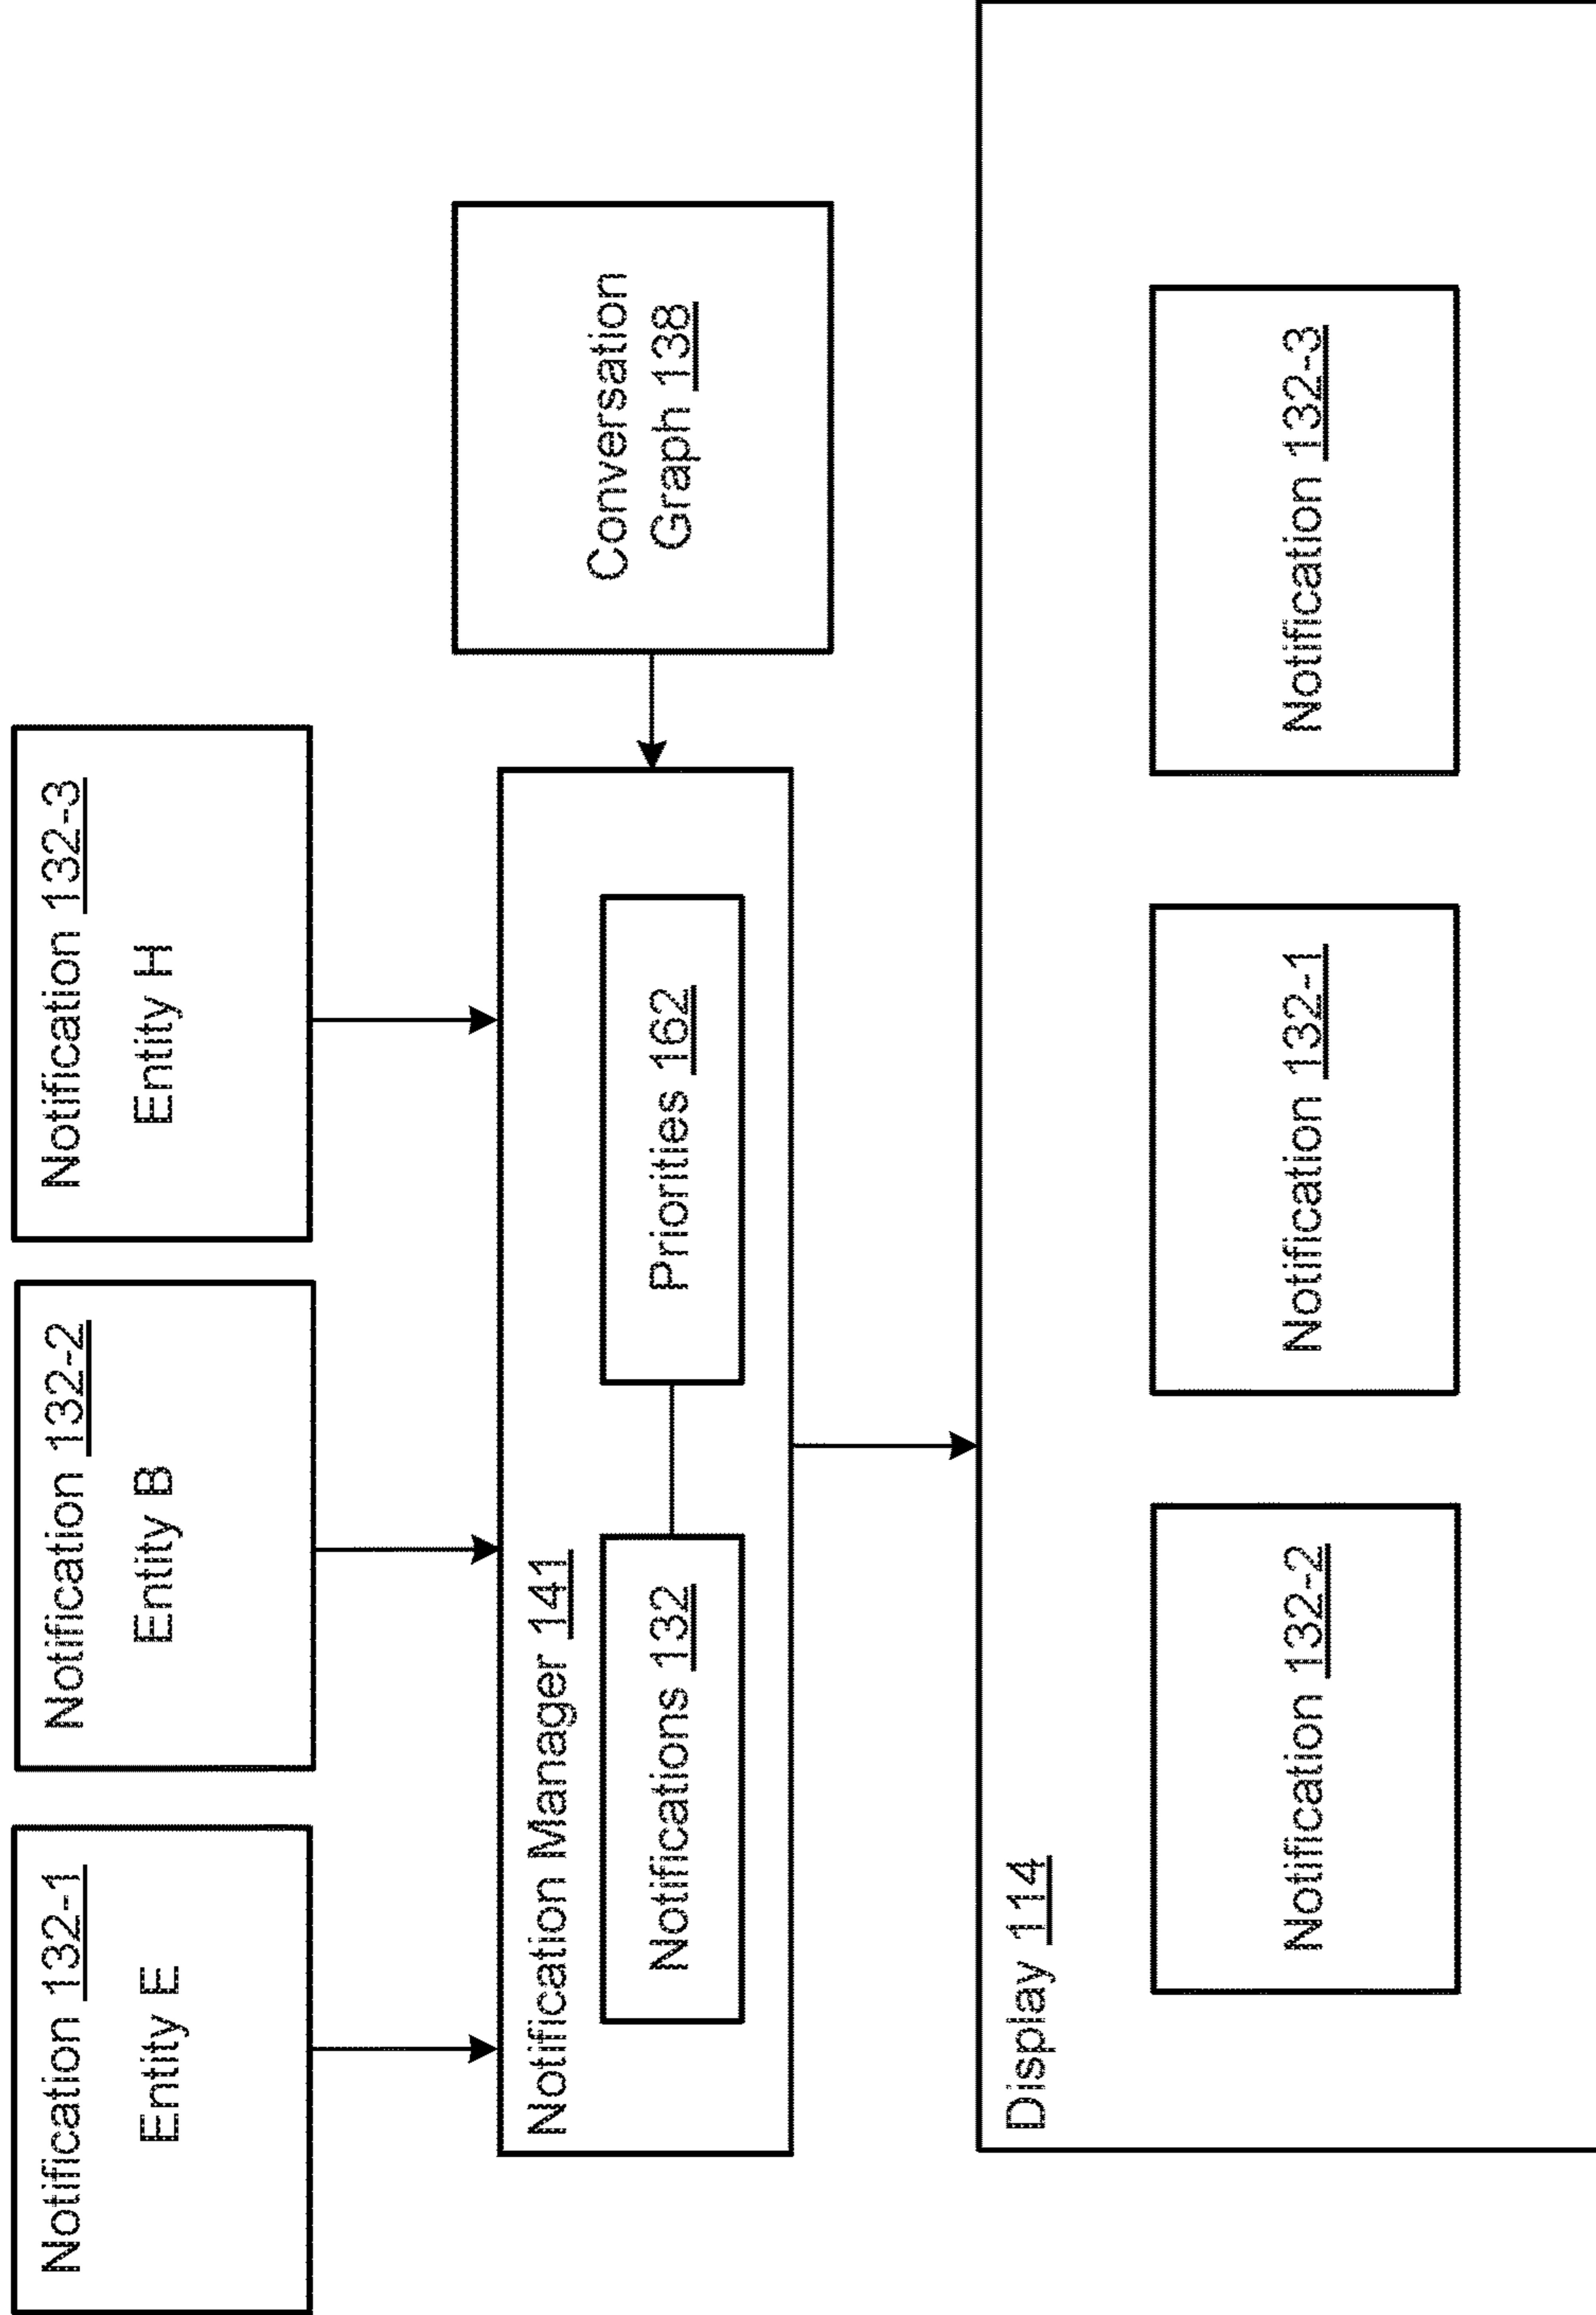 Notification 132-1
Entity E
Notification 132-2
Entity B
Notification 132-3
Entity H
Notification Manager 141
Notifications 132
Priorities 162
Conversation
Graph 138
Display 114
Notification 132-2
Notification 132-1
Notification 132-3